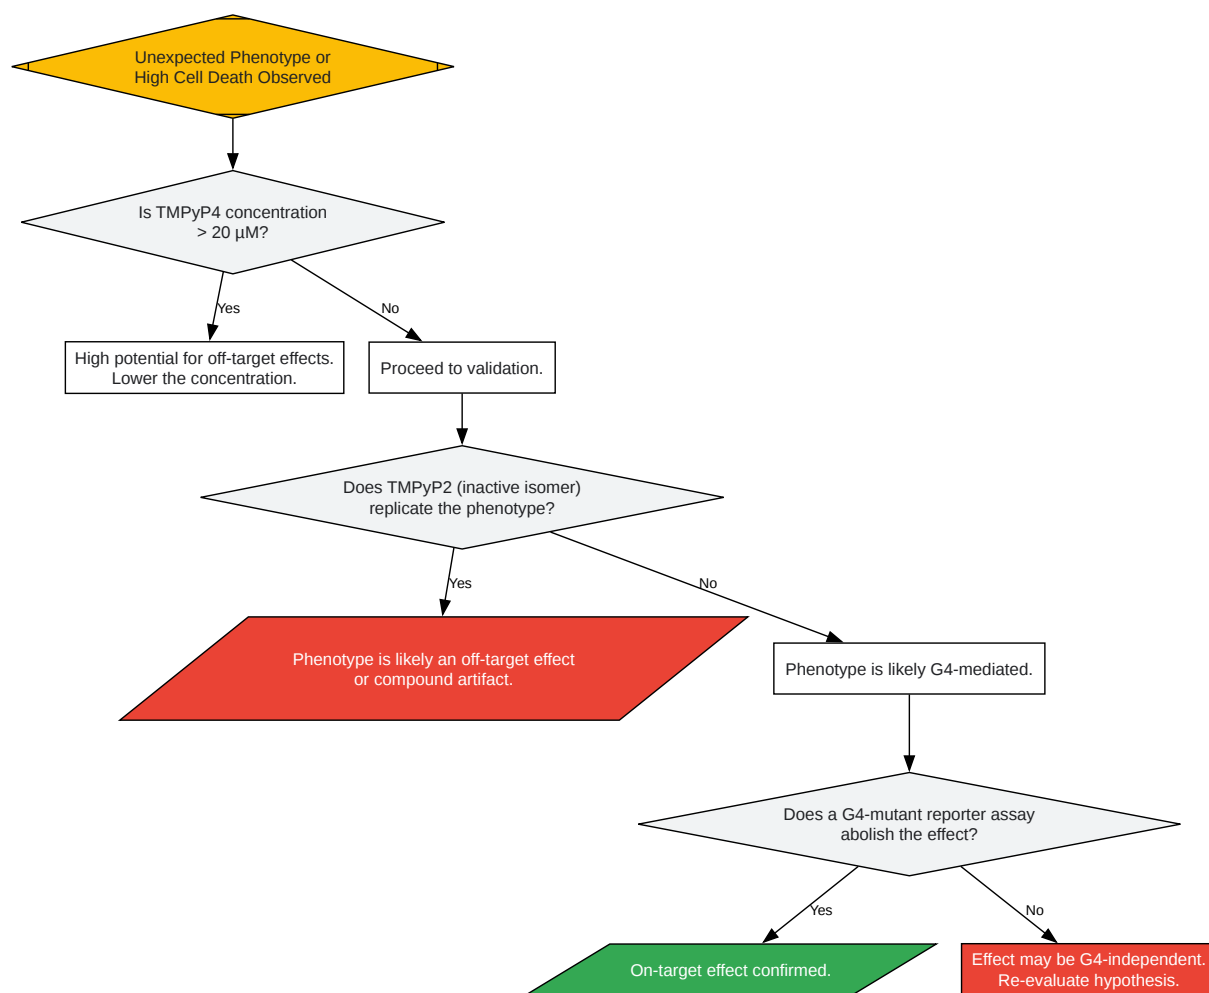 Unexpected Phenotype or
High Cell Death Observed
Is TMPyP4 concentration
> 20 µM?
Yes
No
High potential for off-target effects.
Lower the concentration.
Proceed to validation.
Does TMPyP2 (inactive isomer)
replicate the phenotype?
Yes
No
Phenotype is likely an off-target effect
or compound artifact.
Phenotype is likely G4-mediated.
Does a G4-mutant reporter assay
abolish the effect?
Yes
No
On-target effect confirmed.
Effect may be G4-independent.
Re-evaluate hypothesis.